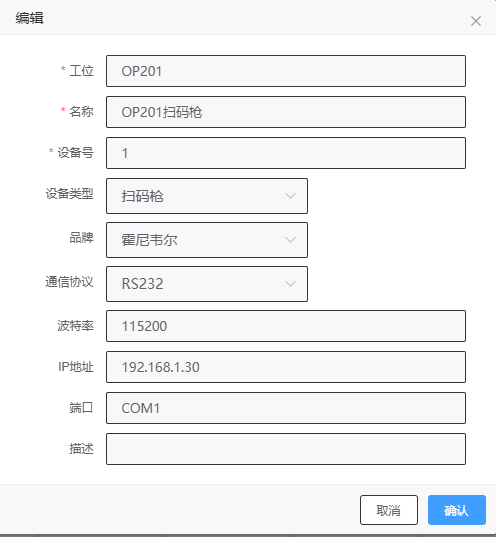 编辑
* 工位 OP201
* 名称 OP201扫码枪
* 设备号 1
设备类型 扫码枪
品牌 霍尼韦尔
通信协议 RS232
波特率 115200
IP地址 192.168.1.30
端口 COM1
描述
取消 确认